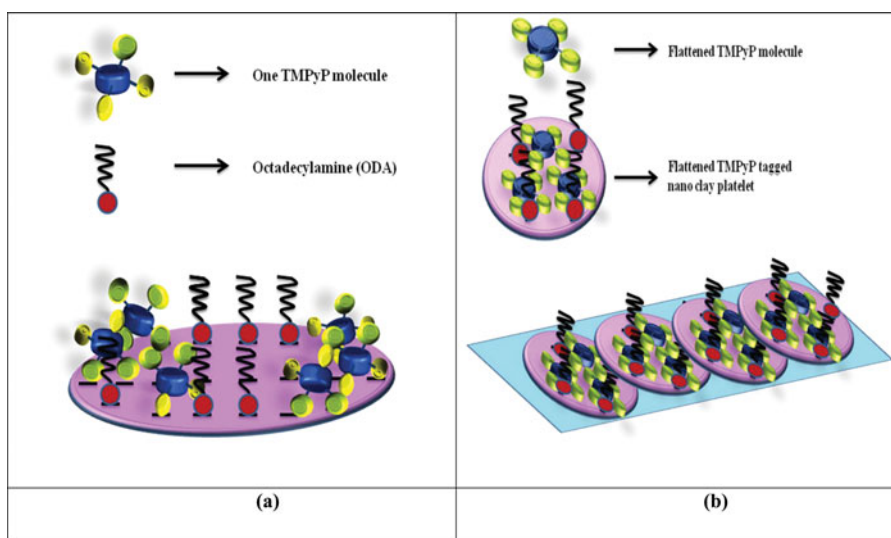 One TMPyP molecule
Octadecylamine (ODA)
(a)
Flattened TMPyP molecule
Flattened TMPyP tagged
nano clay platelet
(b)